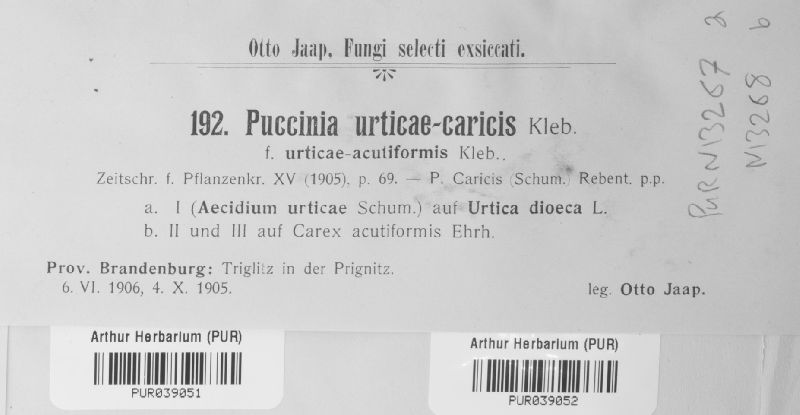 Otto Jaap, Fungi selecti exsiccati.
192. Puccinia urticae-caricis Kleb.
f. urticae-acutiformis Kleb..
Zeitschr. f. Pflanzenkr. XV (1905), p. 69. — P. Caricis (Schum.) Rebent. p.p.
a. I (Aecidium urticae Schum.) auf Urtica dioeca L.
b. II und III auf Carex acutiformis Ehrh.
Prov. Brandenburg: Triglitz in der Prignitz.
6. VI. 1906, 4. X. 1905.
leg. Otto Jaap.
PUR N13267 a
N13268 b
Arthur Herbarium (PUR)
PUR039051
Arthur Herbarium (PUR)
PUR039052